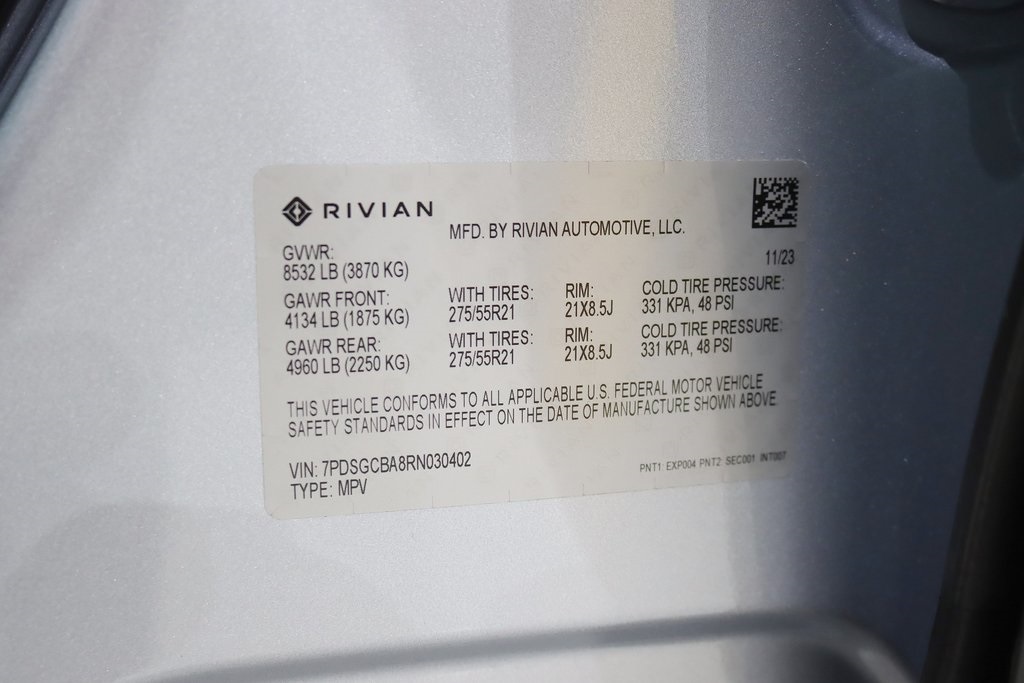 RIVIAN
MFD. BY RIVIAN AUTOMOTIVE, LLC.
GVWR:
8532 LB (3870 KG)
11/23
GAWR FRONT: WITH TIRES: RIM: COLD TIRE PRESSURE:
4134 LB (1875 KG) 275/55R21 21X8.5J 331 KPA, 48 PSI
GAWR REAR: WITH TIRES: RIM: COLD TIRE PRESSURE:
4960 LB (2250 KG) 275/55R21 21X8.5J 331 KPA, 48 PSI
THIS VEHICLE CONFORMS TO ALL APPLICABLE U.S. FEDERAL MOTOR VEHICLE
SAFETY STANDARDS IN EFFECT ON THE DATE OF MANUFACTURE SHOWN ABOVE
VIN: 7PDSGCBA8RN030402
PNT1: EXP004 PNT2: SEC001 INT007
TYPE: MPV